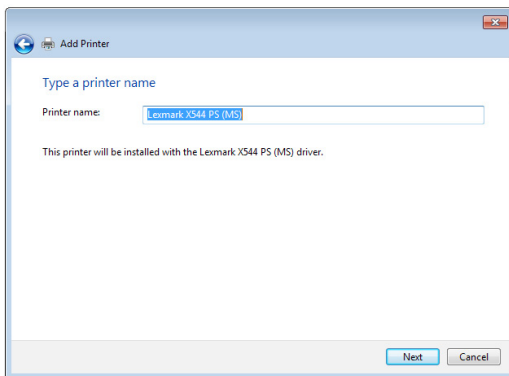 Add Printer
Type a printer name
Printer name: Lexmark X544 PS (MS)
This printer will be installed with the Lexmark X544 PS (MS) driver.
Next Cancel